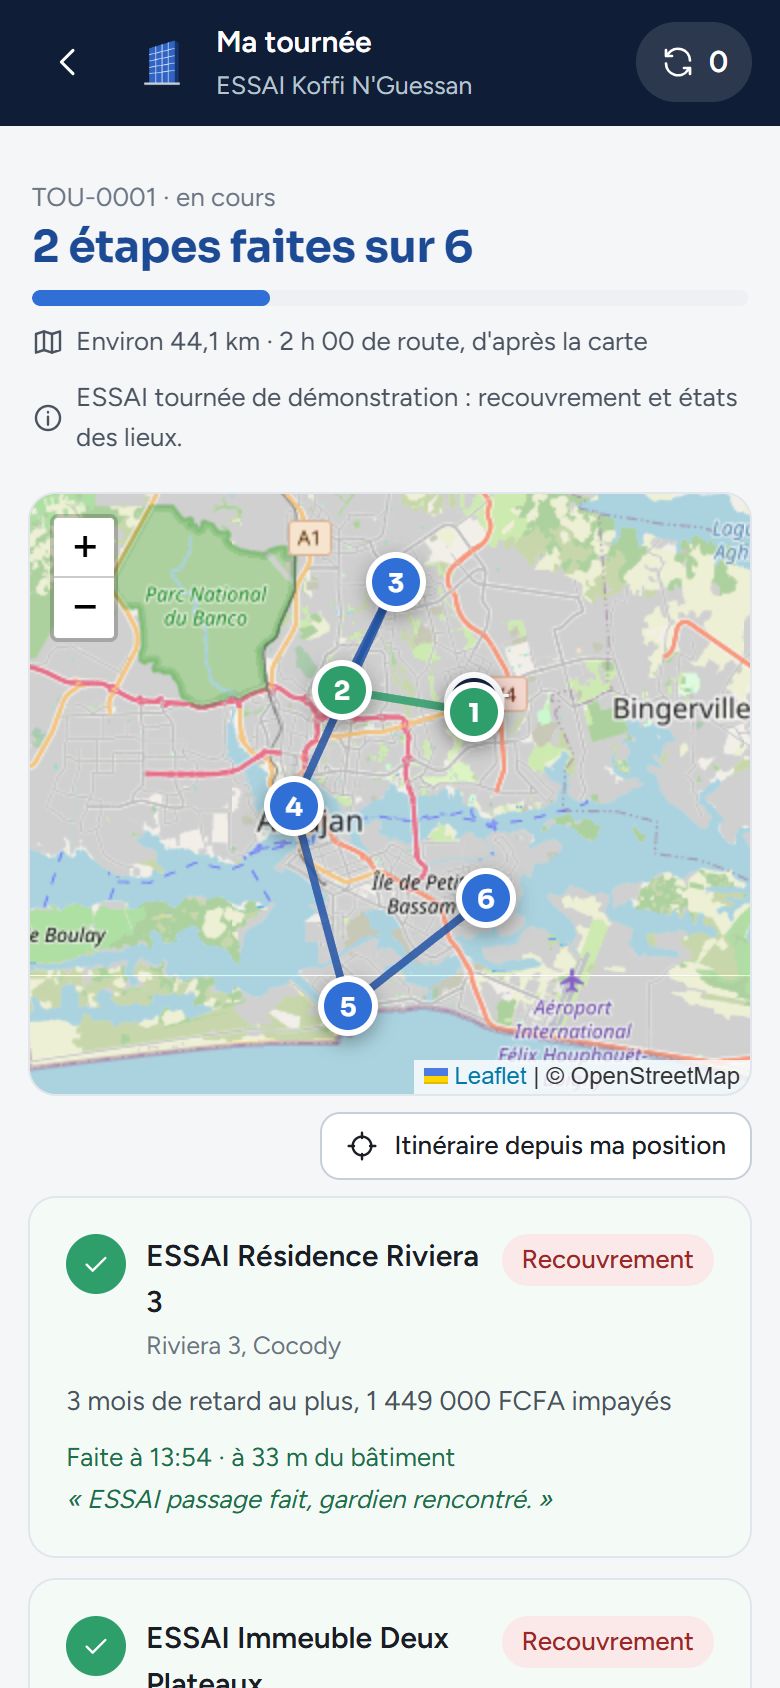 Ma tournée
ESSAI Koffi N'Guessan
0
TOU-0001 · en cours
2 étapes faites sur 6
Environ 44,1 km · 2 h 00 de route, d'après la carte
ESSAI tournée de démonstration : recouvrement et états
des lieux.
+
−
A1
Parc National
du Banco
3
2
1
Bingerville
4
Île de
Bassam
6
Boulay
5
Aéroport
International
Leaflet | © OpenStreetMap
Itinéraire depuis ma position
ESSAI Résidence Riviera
3
Recouvrement
Riviera 3, Cocody
3 mois de retard au plus, 1 449 000 FCFA impayés
Faite à 13:54 · à 33 m du bâtiment
« ESSAI passage fait, gardien rencontré. »
ESSAI Immeuble Deux
Plateaux
Recouvrement